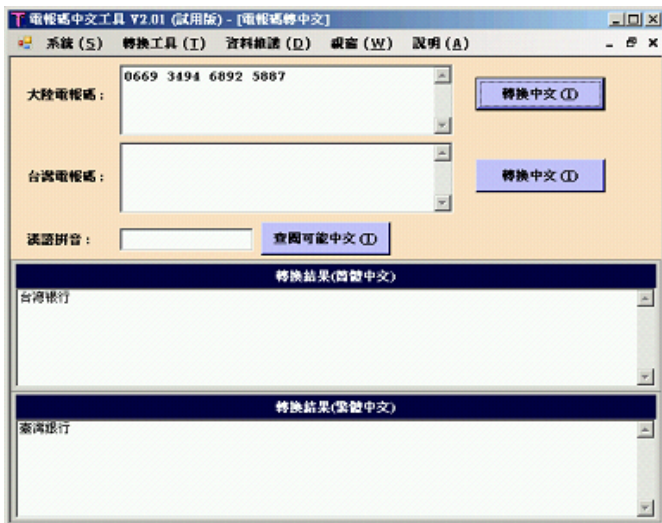 電報碼中文工具 V2.01 (試用版) - [電報碼轉中文]
系統 (S) 轉換工具 (T) 資料維護 (D) 視窗 (W) 說明 (A)
大陸電報碼：
0669 3494 6892 5887
轉換中文 (I)
台灣電報碼：
轉換中文 (I)
漢語拼音：
查閱可能中文 (I)
轉換結果(簡體中文)
台湾银行
轉換結果(繁體中文)
臺灣銀行